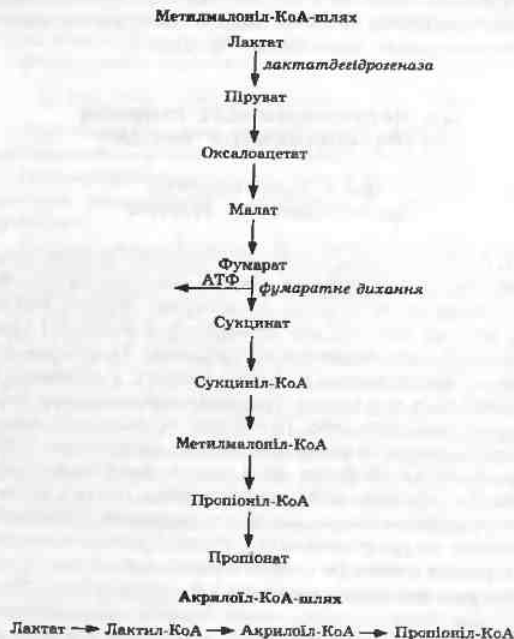 Метилмалоніл-КоА-шлях
Лактат
лактатдегідрогеназа
Піруват
Оксалоацетат
Малат
Фумарат
АТФ
фумаратне дихання
Сукцинат
Сукциніл-КоА
Метилмалоніл-КоА
Пропіоніл-КоА
Пропіонат
Акрилоїл-КоА-шлях
Лактат → Лактил-КоА → Акрилоїл-КоА → Пропіоніл-КоА